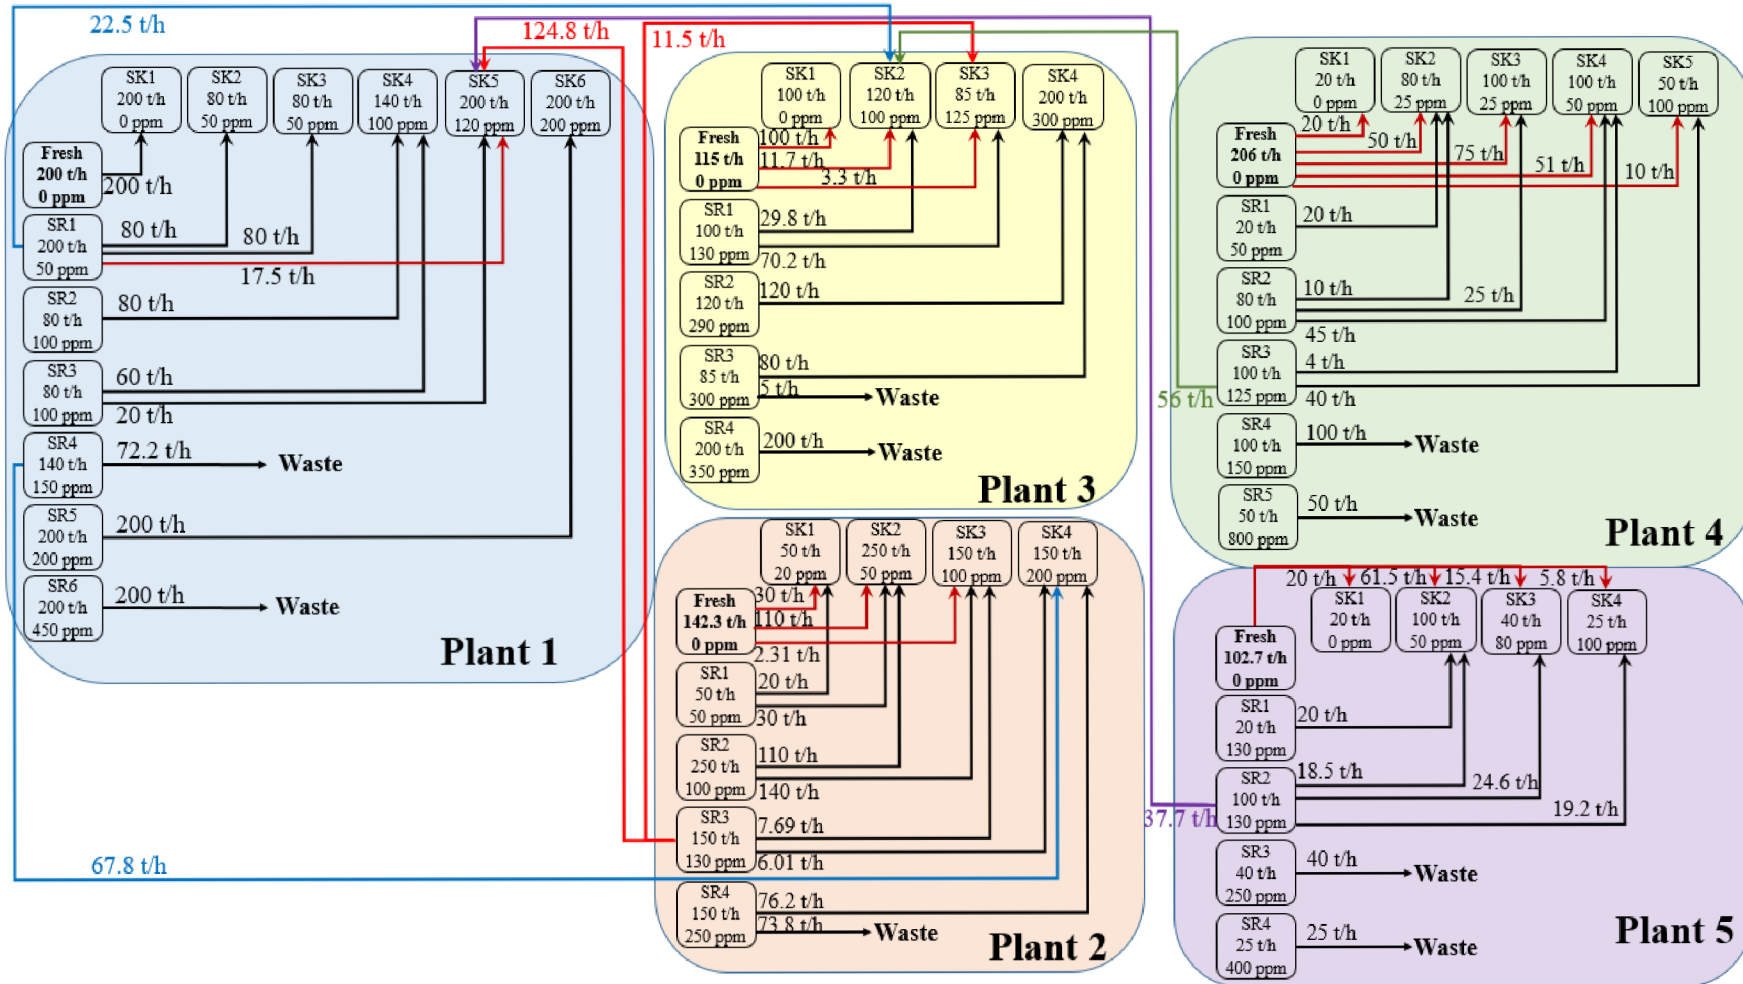 22.5 t/h
124.8 t/h
11.5 t/h
SK1
200 t/h
0 ppm
SK2
80 t/h
50 ppm
SK3
80 t/h
50 ppm
SK4
140 t/h
100 ppm
SK5
200 t/h
120 ppm
SK6
200 t/h
200 ppm
Fresh
200 t/h
0 ppm
200 t/h
SR1
200 t/h
50 ppm
80 t/h
80 t/h
17.5 t/h
SR2
80 t/h
100 ppm
80 t/h
SR3
80 t/h
100 ppm
60 t/h
20 t/h
SR4
140 t/h
150 ppm
72.2 t/h
Waste
SR5
200 t/h
200 ppm
200 t/h
SR6
200 t/h
450 ppm
200 t/h
Waste
Plant 1
67.8 t/h
SK1
100 t/h
0 ppm
SK2
120 t/h
100 ppm
SK3
85 t/h
125 ppm
SK4
200 t/h
300 ppm
Fresh
115 t/h
0 ppm
100 t/h
11.7 t/h
3.3 t/h
SR1
100 t/h
130 ppm
29.8 t/h
70.2 t/h
SR2
120 t/h
290 ppm
120 t/h
SR3
85 t/h
300 ppm
80 t/h
5 t/h
Waste
SR4
200 t/h
350 ppm
200 t/h
Waste
Plant 3
SK1
50 t/h
20 ppm
SK2
250 t/h
50 ppm
SK3
150 t/h
100 ppm
SK4
150 t/h
200 ppm
Fresh
142.3 t/h
0 ppm
30 t/h
110 t/h
2.31 t/h
SR1
50 t/h
50 ppm
20 t/h
30 t/h
SR2
250 t/h
100 ppm
110 t/h
140 t/h
SR3
150 t/h
130 ppm
7.69 t/h
6.01 t/h
SR4
150 t/h
250 ppm
76.2 t/h
73.8 t/h
Waste
Plant 2
SK1
20 t/h
0 ppm
SK2
80 t/h
25 ppm
SK3
100 t/h
25 ppm
SK4
100 t/h
50 ppm
SK5
50 t/h
100 ppm
Fresh
206 t/h
0 ppm
20 t/h
50 t/h
75 t/h
51 t/h
10 t/h
SR1
20 t/h
50 ppm
20 t/h
SR2
80 t/h
100 ppm
10 t/h
25 t/h
45 t/h
SR3
100 t/h
125 ppm
4 t/h
40 t/h
56 t/h
SR4
100 t/h
150 ppm
100 t/h
Waste
SR5
50 t/h
800 ppm
50 t/h
Waste
Plant 4
20 t/h
61.5 t/h
15.4 t/h
5.8 t/h
SK1
20 t/h
0 ppm
SK2
100 t/h
50 ppm
SK3
40 t/h
80 ppm
SK4
25 t/h
100 ppm
Fresh
102.7 t/h
0 ppm
SR1
20 t/h
130 ppm
20 t/h
SR2
100 t/h
130 ppm
18.5 t/h
24.6 t/h
19.2 t/h
37.7 t/h
SR3
40 t/h
250 ppm
40 t/h
Waste
SR4
25 t/h
400 ppm
25 t/h
Waste
Plant 5